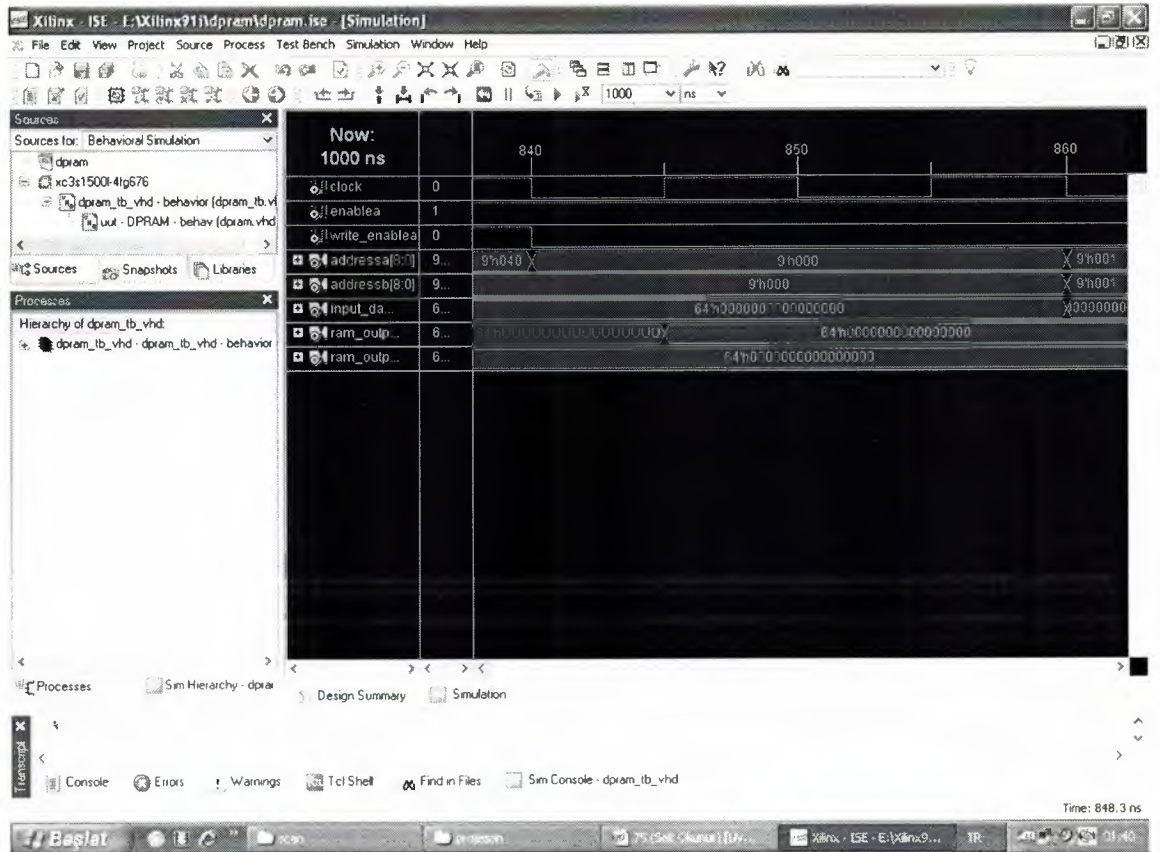 Xilinx - ISE - E:\Xilinx91i\dpram\dpram.ise - [Simulation]
File Edit View Project Source Process Test Bench Simulation Window Help
1000 ns
Sources
Sources for: Behavioral Simulation
dpram
xc3s1500l-4fg676
dpram_tb_vhd - behavior (dpram_tb.v
uut - DPRAM - behav (dpram.vhd
Sources Snapshots Libraries
Processes
Hierarchy of dpram_tb_vhd:
dpram_tb_vhd - dpram_tb_vhd - behavior
Processes Sim Hierarchy - dpra
Now:
1000 ns
840 850 860
clock 0
enablea 1
write_enablea 0
addressa[8:0] 9... 9'h040 9'h000 9'h001
addressb[8:0] 9... 9'h000 9'h001
input_da... 6... 64'h0000000000000000
ram_outp... 6... 64'h0000000000000000
ram_outp... 6... 64'h0000000000000000
Design Summary Simulation
Transcript
Console Errors Warnings Tcl Shell Find in Files Sim Console - dpram_tb_vhd
Time: 848.3 ns
Başlat scan Xilinx - ISE - E:\Xilinx9... TR 01:40